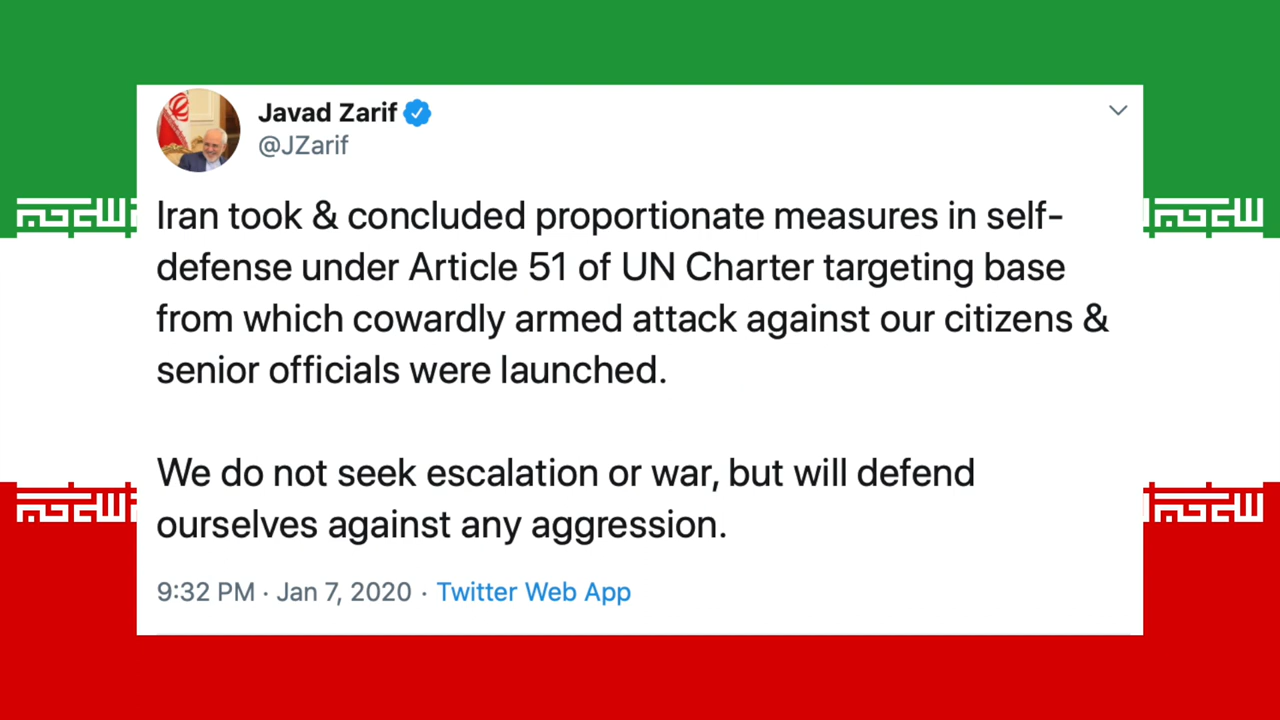 Javad Zarif
@JZarif
Iran took & concluded proportionate measures in self-
defense under Article 51 of UN Charter targeting base
from which cowardly armed attack against our citizens &
senior officials were launched.
We do not seek escalation or war, but will defend
ourselves against any aggression.
9:32 PM · Jan 7, 2020 · Twitter Web App